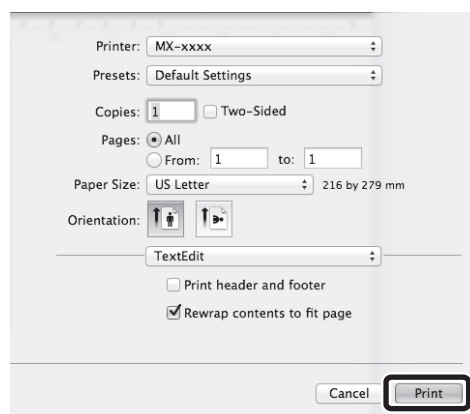 Printer: MX-xxxx
Presets: Default Settings
Copies: 1 Two-Sided
Pages: All
From: 1 to: 1
Paper Size: US Letter 216 by 279 mm
Orientation:
TextEdit
Print header and footer
Rewrap contents to fit page
Cancel Print